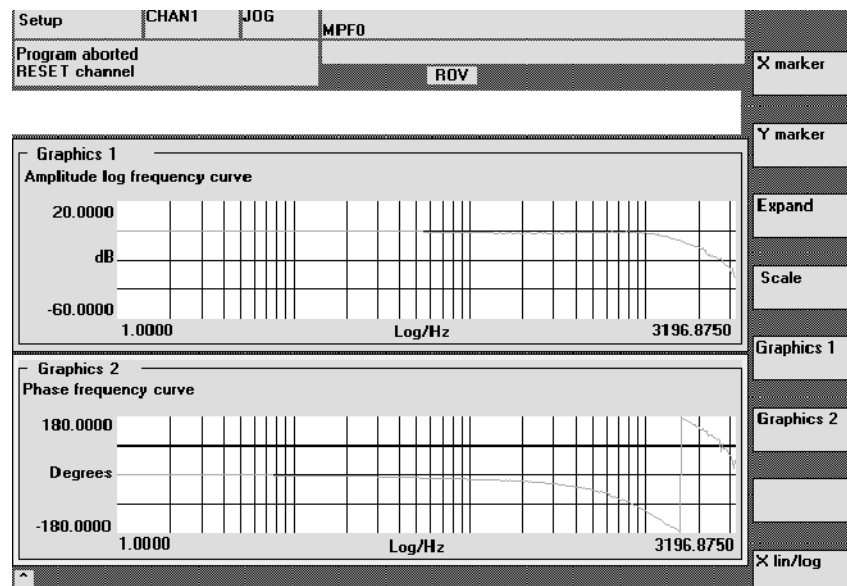 Setup
CHAN1
JOG
MIPF0
Program aborted
RESET channel
ROV
X marker
Y marker
Expand
Scale
Graphics 1
Graphics 2
X lin/log
Graphics 1
Amplitude log frequency curve
20.0000
dB
-60.0000
1.0000
Log/Hz
3196.8750
Graphics 2
Phase frequency curve
180.0000
Degrees
-180.0000
1.0000
Log/Hz
3196.8750
^